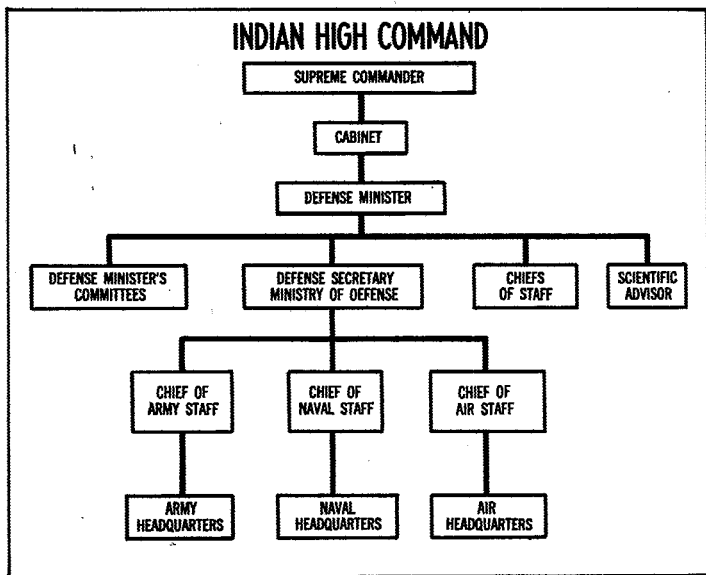 INDIAN HIGH COMMAND
SUPREME COMMANDER
CABINET
DEFENSE MINISTER
DEFENSE MINISTER'S
COMMITTEES
DEFENSE SECRETARY
MINISTRY OF DEFENSE
CHIEFS
OF STAFF
SCIENTIFIC
ADVISOR
CHIEF OF
ARMY STAFF
CHIEF OF
NAVAL STAFF
CHIEF OF
AIR STAFF
ARMY
HEADQUARTERS
NAVAL
HEADQUARTERS
AIR
HEADQUARTERS